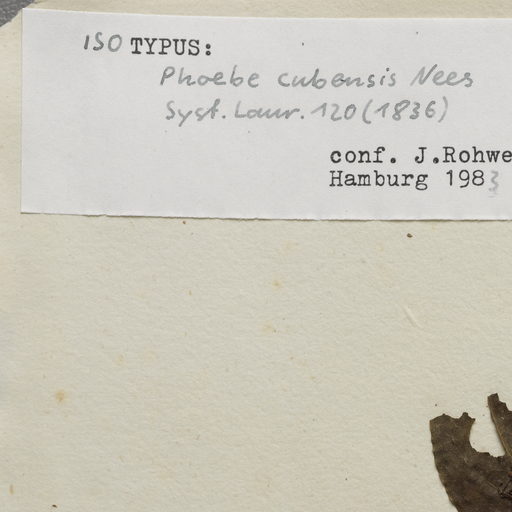 ISO TYPUS:
Phoebe cubensis Nees
Syst. Laur. 120 (1836)
conf. J.Rohwe
Hamburg 1983